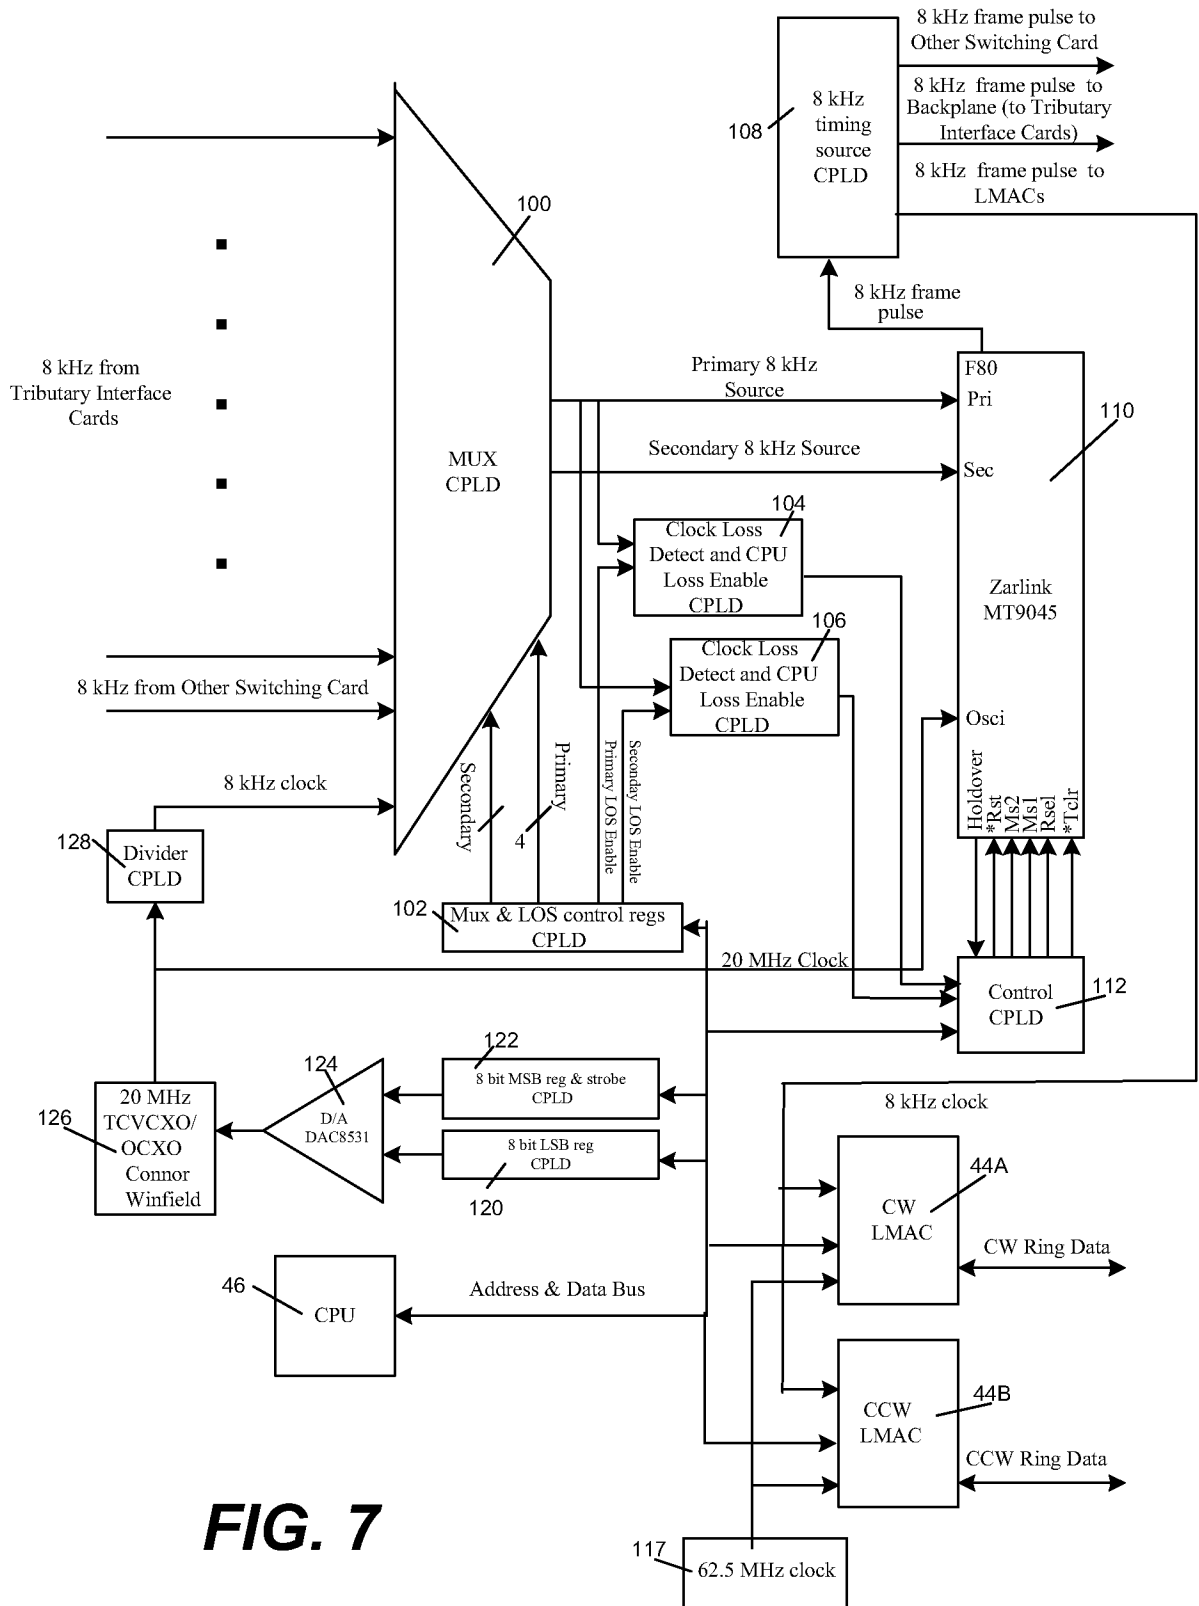 8 kHz frame pulse to
Other Switching Card
8 kHz frame pulse to
Backplane (to Tributary
Interface Cards)
8 kHz frame pulse to
LMACs
108
8 kHz
timing
source
CPLD
100
8 kHz frame
pulse
8 kHz from
Tributary Interface
Cards
MUX
CPLD
Primary 8 kHz
Source
Secondary 8 kHz Source
F80
Pri
110
Sec
Zarlink
MT9045
Osci
Holdover
*Rst
Ms2
Ms1
Rsel
*Tclr
104
Clock Loss
Detect and CPU
Loss Enable
CPLD
106
Clock Loss
Detect and CPU
Loss Enable
CPLD
8 kHz from Other Switching Card
8 kHz clock
Secondary
Primary
4
Primary LOS Enable
Seconday LOS Enable
128
Divider
CPLD
102
Mux & LOS control regs
CPLD
20 MHz Clock
Control
CPLD
112
122
8 bit MSB reg & strobe
CPLD
124
D/A
DAC8531
8 bit LSB reg
CPLD
120
126
20 MHz
TCVCXO/
OCXO
Connor
Winfield
8 kHz clock
44A
CW
LMAC
CW Ring Data
46
CPU
Address & Data Bus
44B
CCW
LMAC
CCW Ring Data
117
62.5 MHz clock
FIG. 7